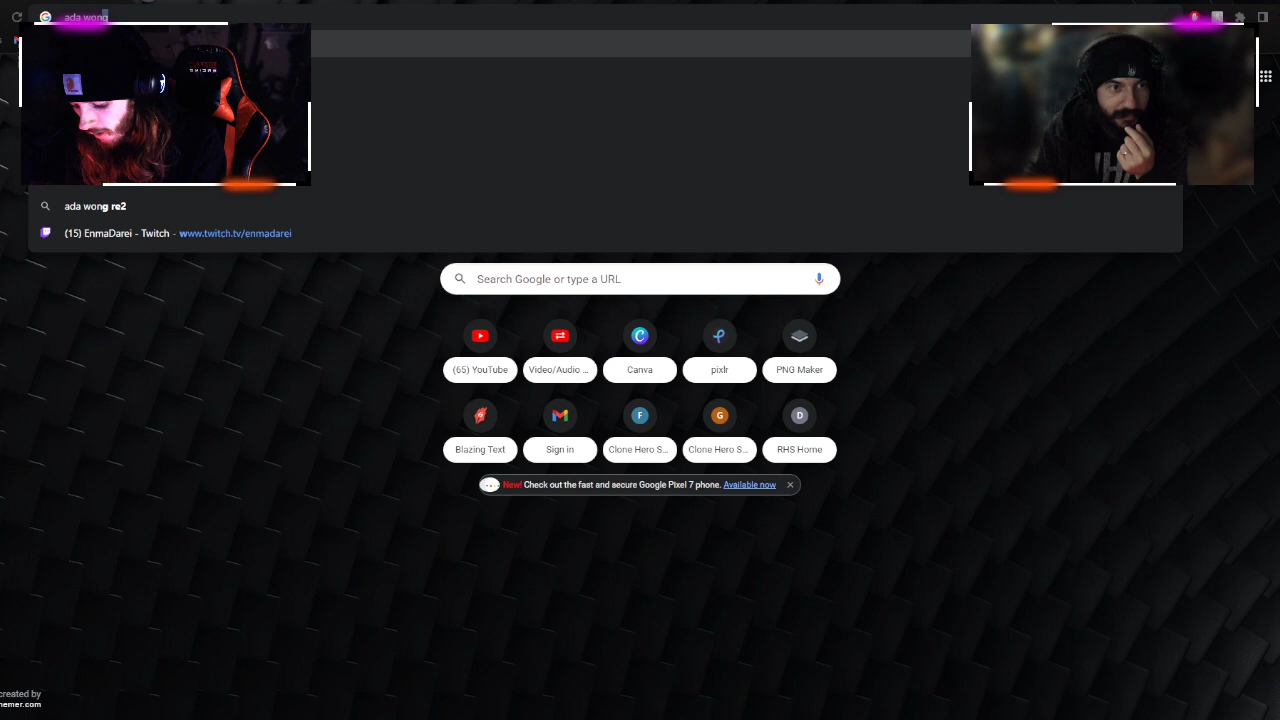 ada wong
ada wong re2
(15) EnmaDarei - Twitch - www.twitch.tv/enmadarei
Search Google or type a URL
(65) YouTube
Video/Audio ...
Canva
pixlr
PNG Maker
Blazing Text
Sign in
Clone Hero S...
Clone Hero S...
RHS Home
New! Check out the fast and secure Google Pixel 7 phone. Available now
created by
nemer.com